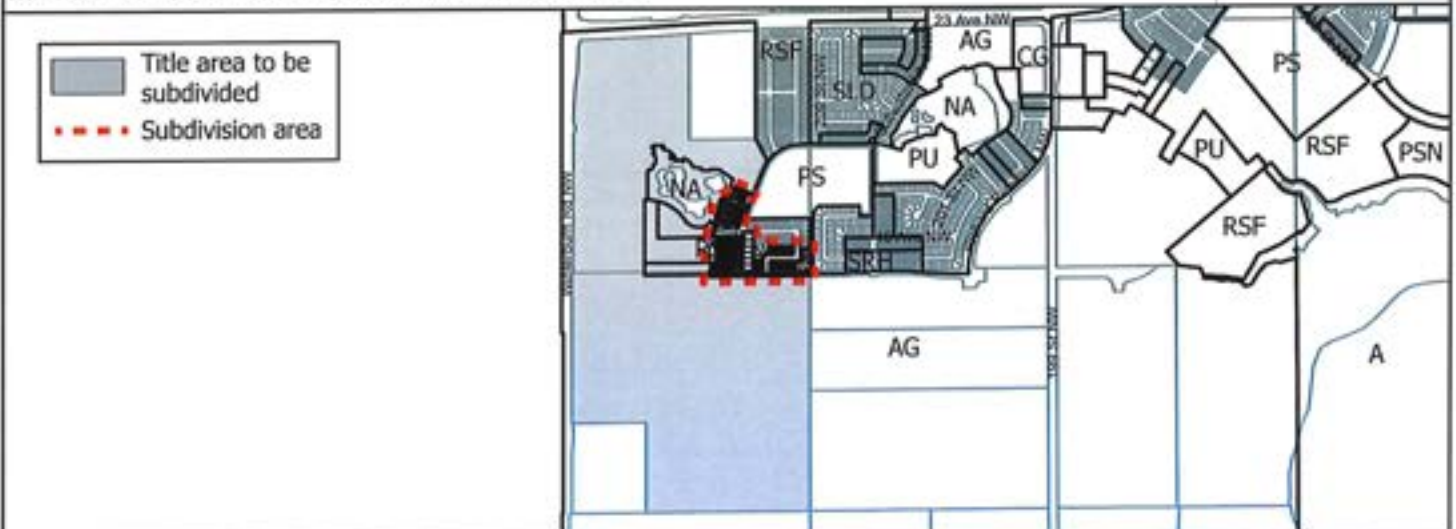 Title area to be
subdivided
Subdivision area
23 Ave NW
RSF
AG
CG
SLD
PS
NA
PU
RSF
PSN
PU
NA
PS
RSF
SRH
AG
A